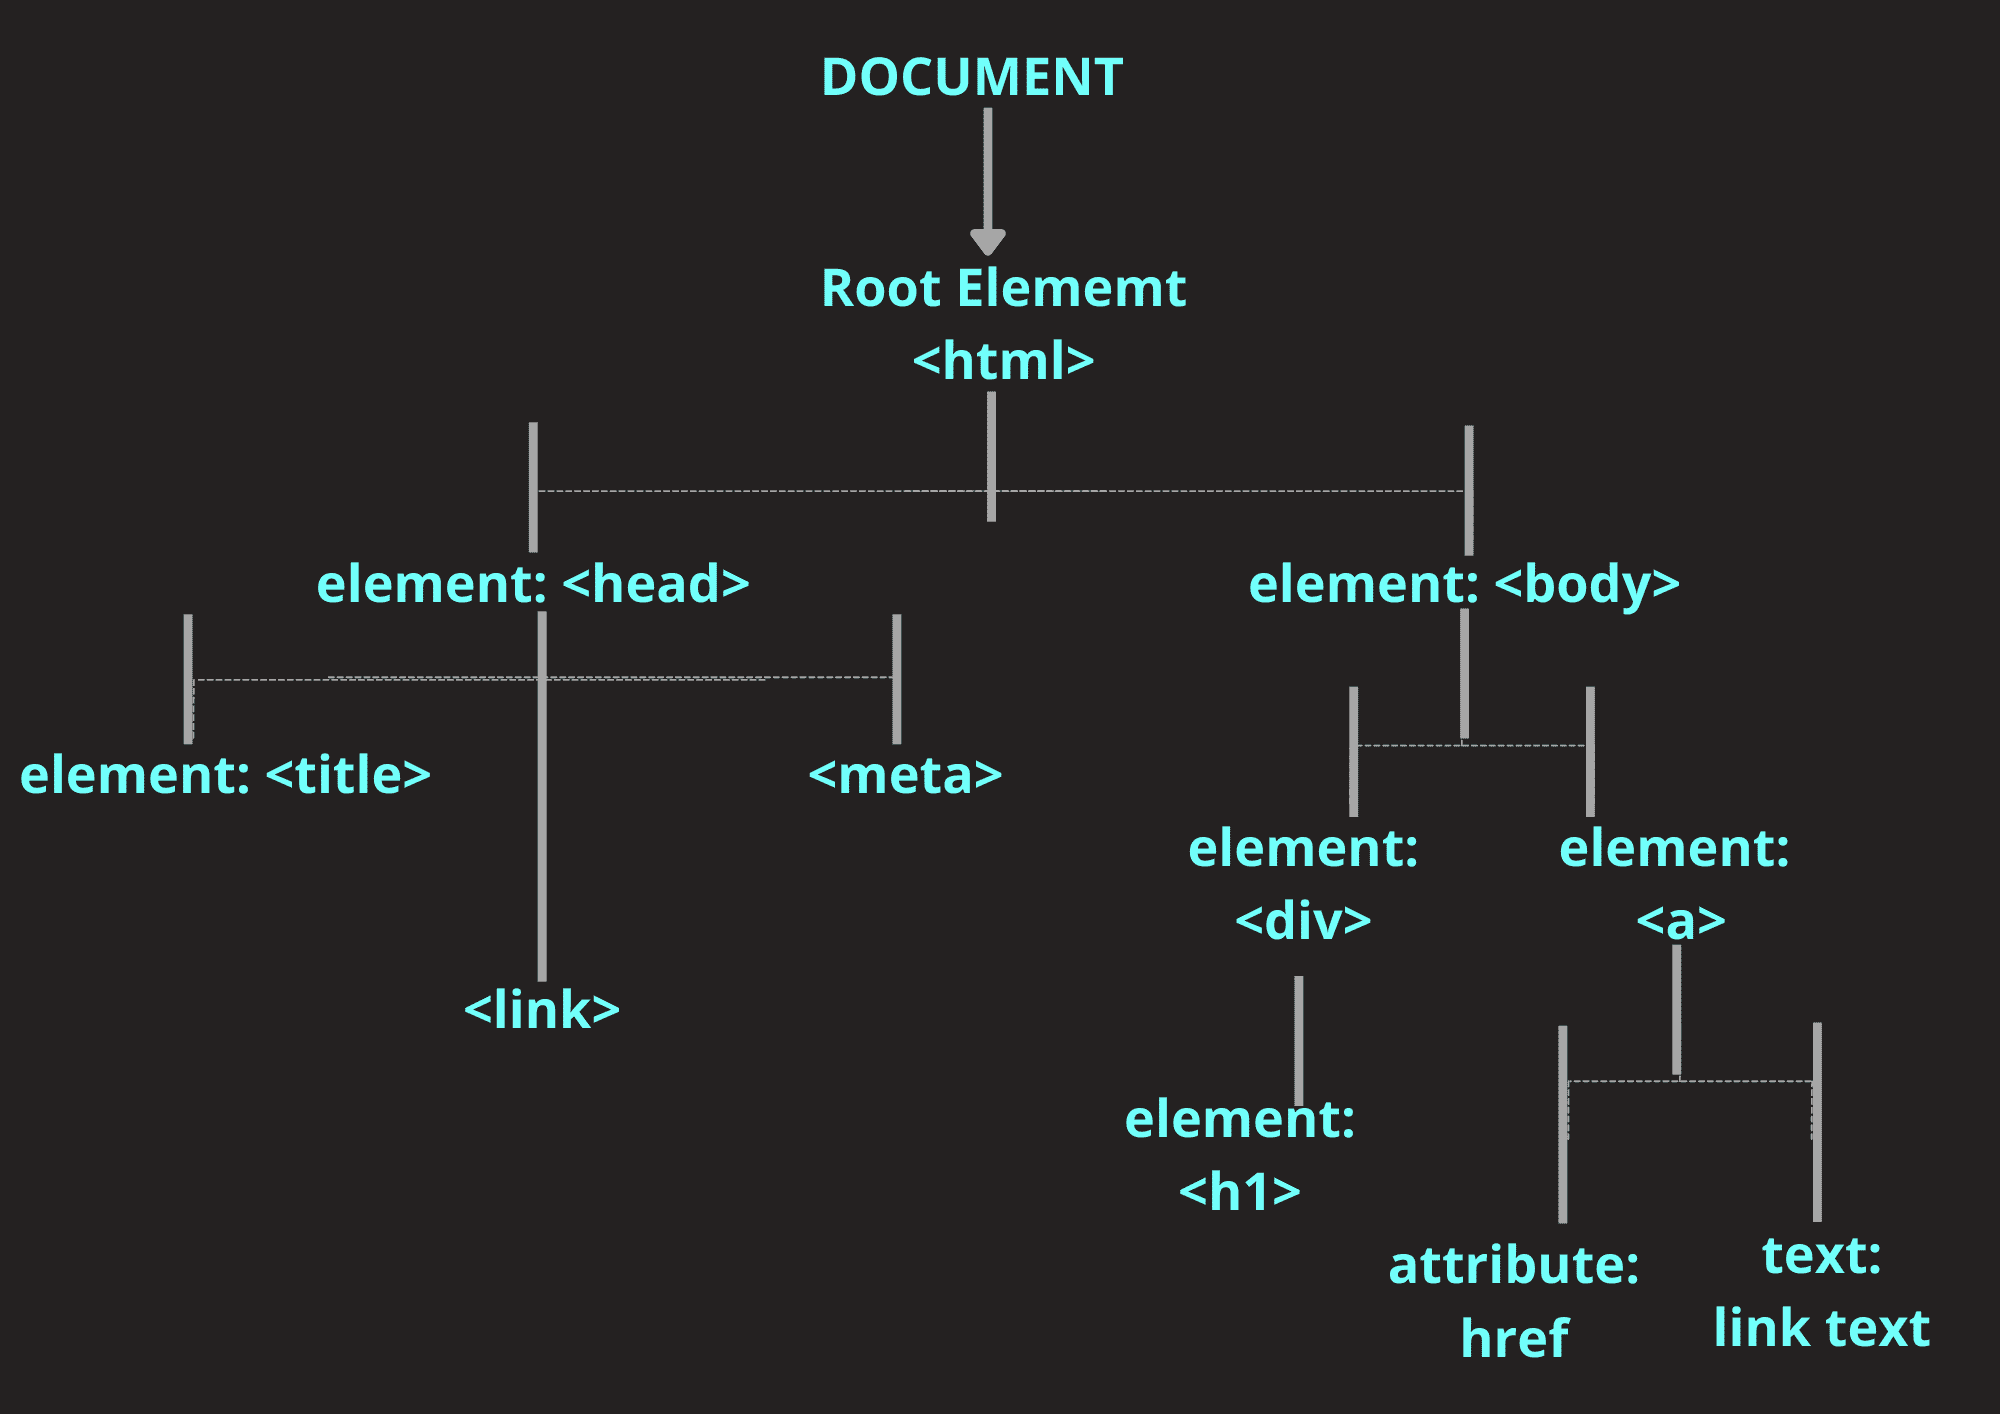 DOCUMENT
Root Elememt
<html>
element: <head>
element: <body>
element: <title>
<meta>
<link>
element:
<div>
element:
<a>
element:
<h1>
attribute:
href
text:
link text